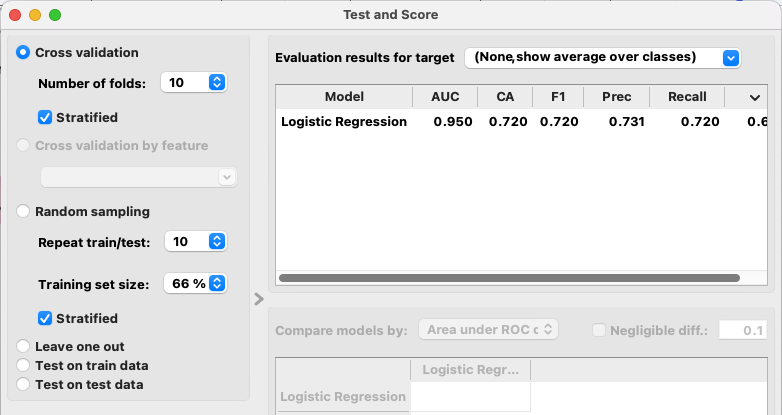 Test and Score
Cross validation
Number of folds: 10
Stratified
Cross validation by feature
Random sampling
Repeat train/test: 10
Training set size: 66 %
Stratified
Leave one out
Test on train data
Test on test data
Evaluation results for target (None, show average over classes)
Model AUC CA F1 Prec Recall
Logistic Regression 0.950 0.720 0.720 0.731 0.720 0.6
Compare models by: Area under ROC c Negligible diff.: 0.1
Logistic Regr...
Logistic Regression